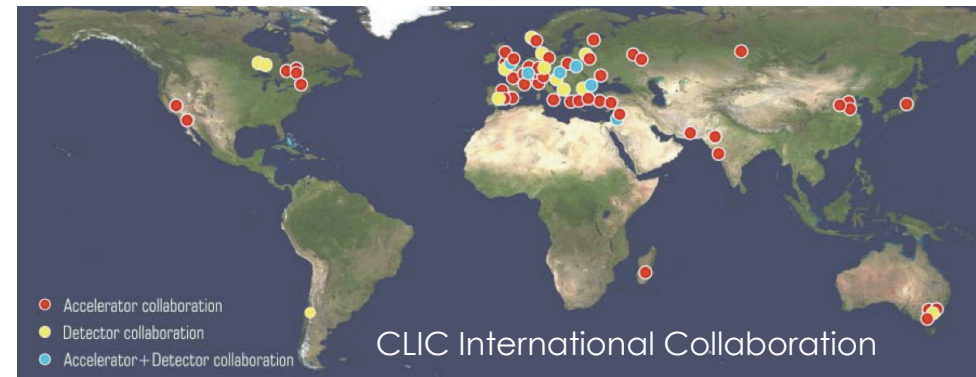 Accelerator collaboration
Detector collaboration
Accelerator+Detector collaboration
CLIC International Collaboration